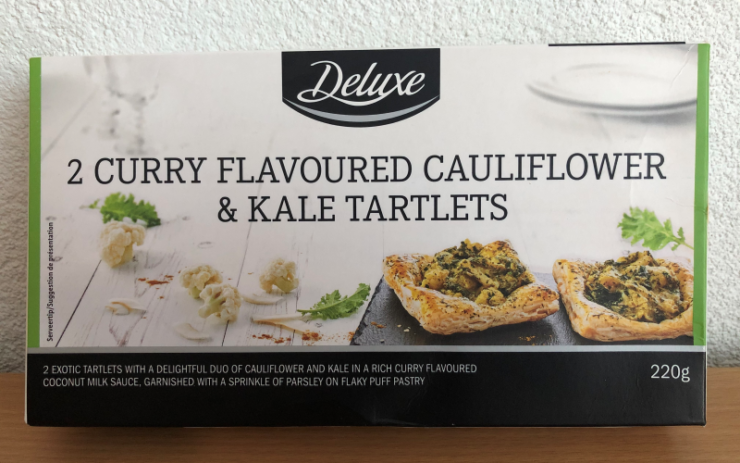 Deluxe
2 CURRY FLAVOURED CAULIFLOWER
& KALE TARTLETS
Serveertip/Suggestion de présentation
2 EXOTIC TARTLETS WITH A DELIGHTFUL DUO OF CAULIFLOWER AND KALE IN A RICH CURRY FLAVOURED
COCONUT MILK SAUCE, GARNISHED WITH A SPRINKLE OF PARSLEY ON FLAKY PUFF PASTRY
220g